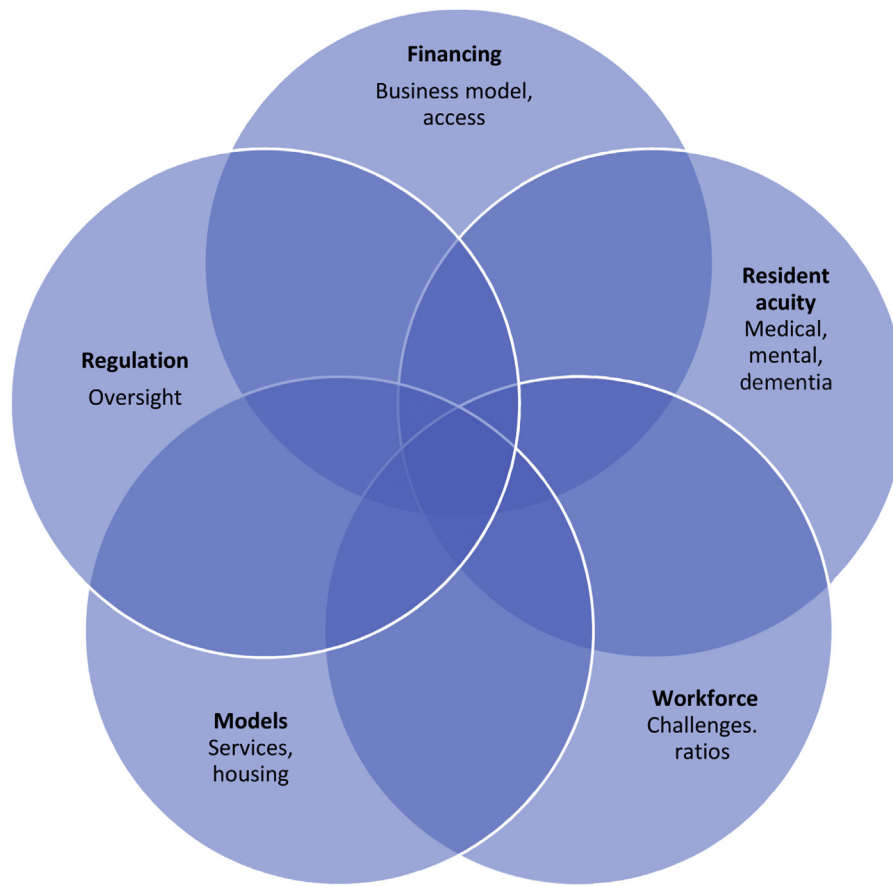 Financing
Business model,
access
Resident
acuity
Medical,
mental,
dementia
Regulation
Oversight
Workforce
Challenges.
ratios
Models
Services,
housing